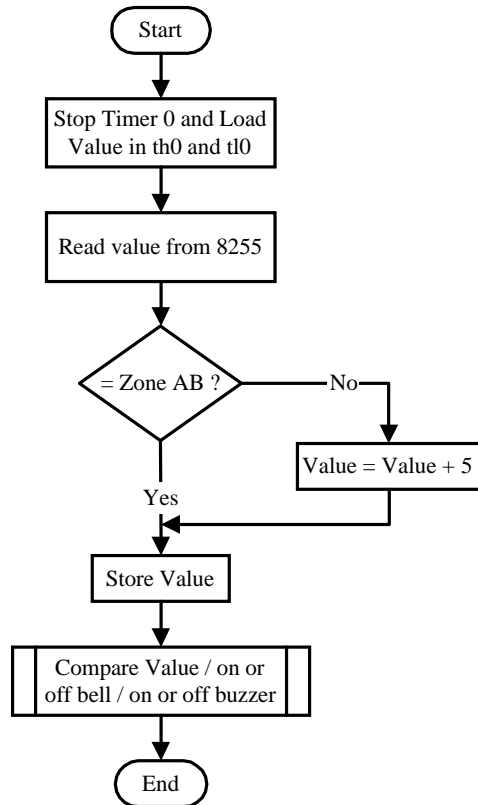 Start
Stop Timer 0 and Load
Value in th0 and tl0
Read value from 8255
= Zone AB ?
No
Value = Value + 5
Yes
Store Value
Compare Value / on or
off bell / on or off buzzer
End